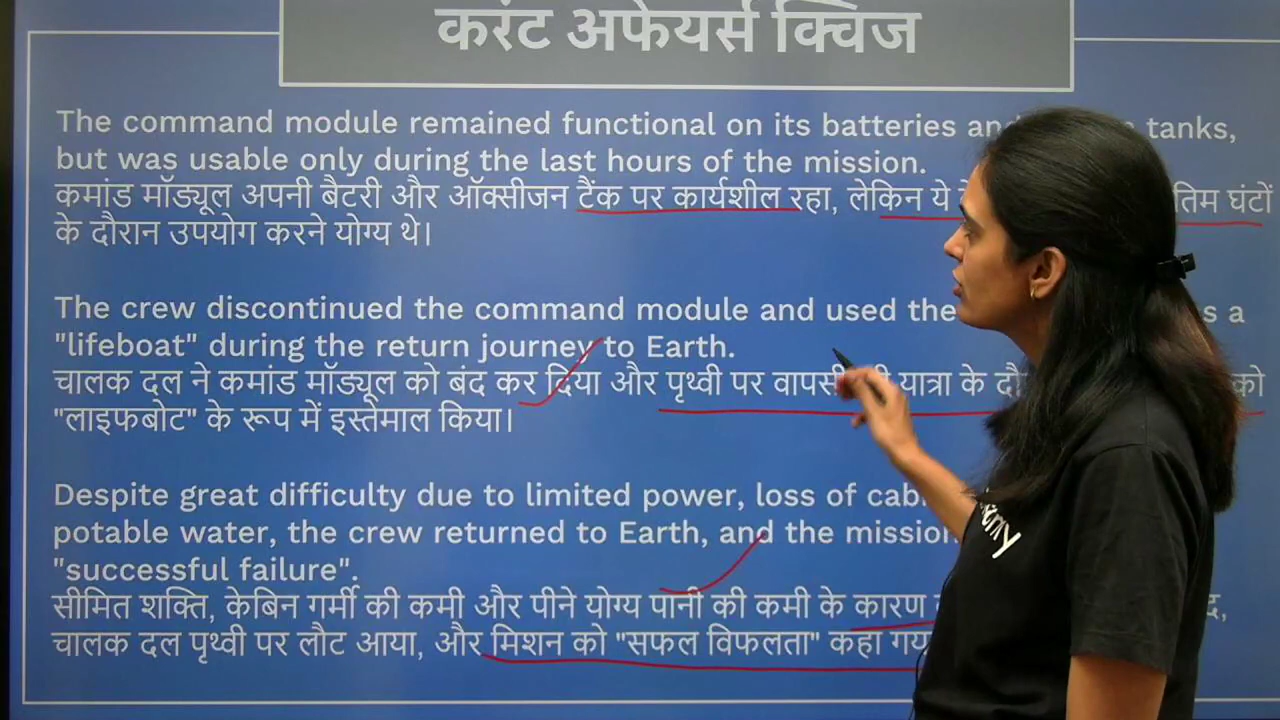 करंट अफेयर्स क्विज
The command module remained functional on its batteries and tanks,
but was usable only during the last hours of the mission.
कमांड मॉड्यूल अपनी बैटरी और ऑक्सीजन टैंक पर कार्यशील रहा, लेकिन ये घंटों
के दौरान उपयोग करने योग्य थे।
The crew discontinued the command module and used the a
"lifeboat" during the return journey to Earth.
चालक दल ने कमांड मॉड्यूल को बंद कर दिया और पृथ्वी पर वापसी यात्रा के को
"लाइफबोट" के रूप में इस्तेमाल किया।
Despite great difficulty due to limited power, loss of
potable water, the crew returned to Earth, and the mission
"successful failure".
सीमित शक्ति, केबिन गर्मी की कमी और पीने योग्य पानी की कमी के कारण
चालक दल पृथ्वी पर लौट आया, और मिशन को "सफल विफलता" कहा